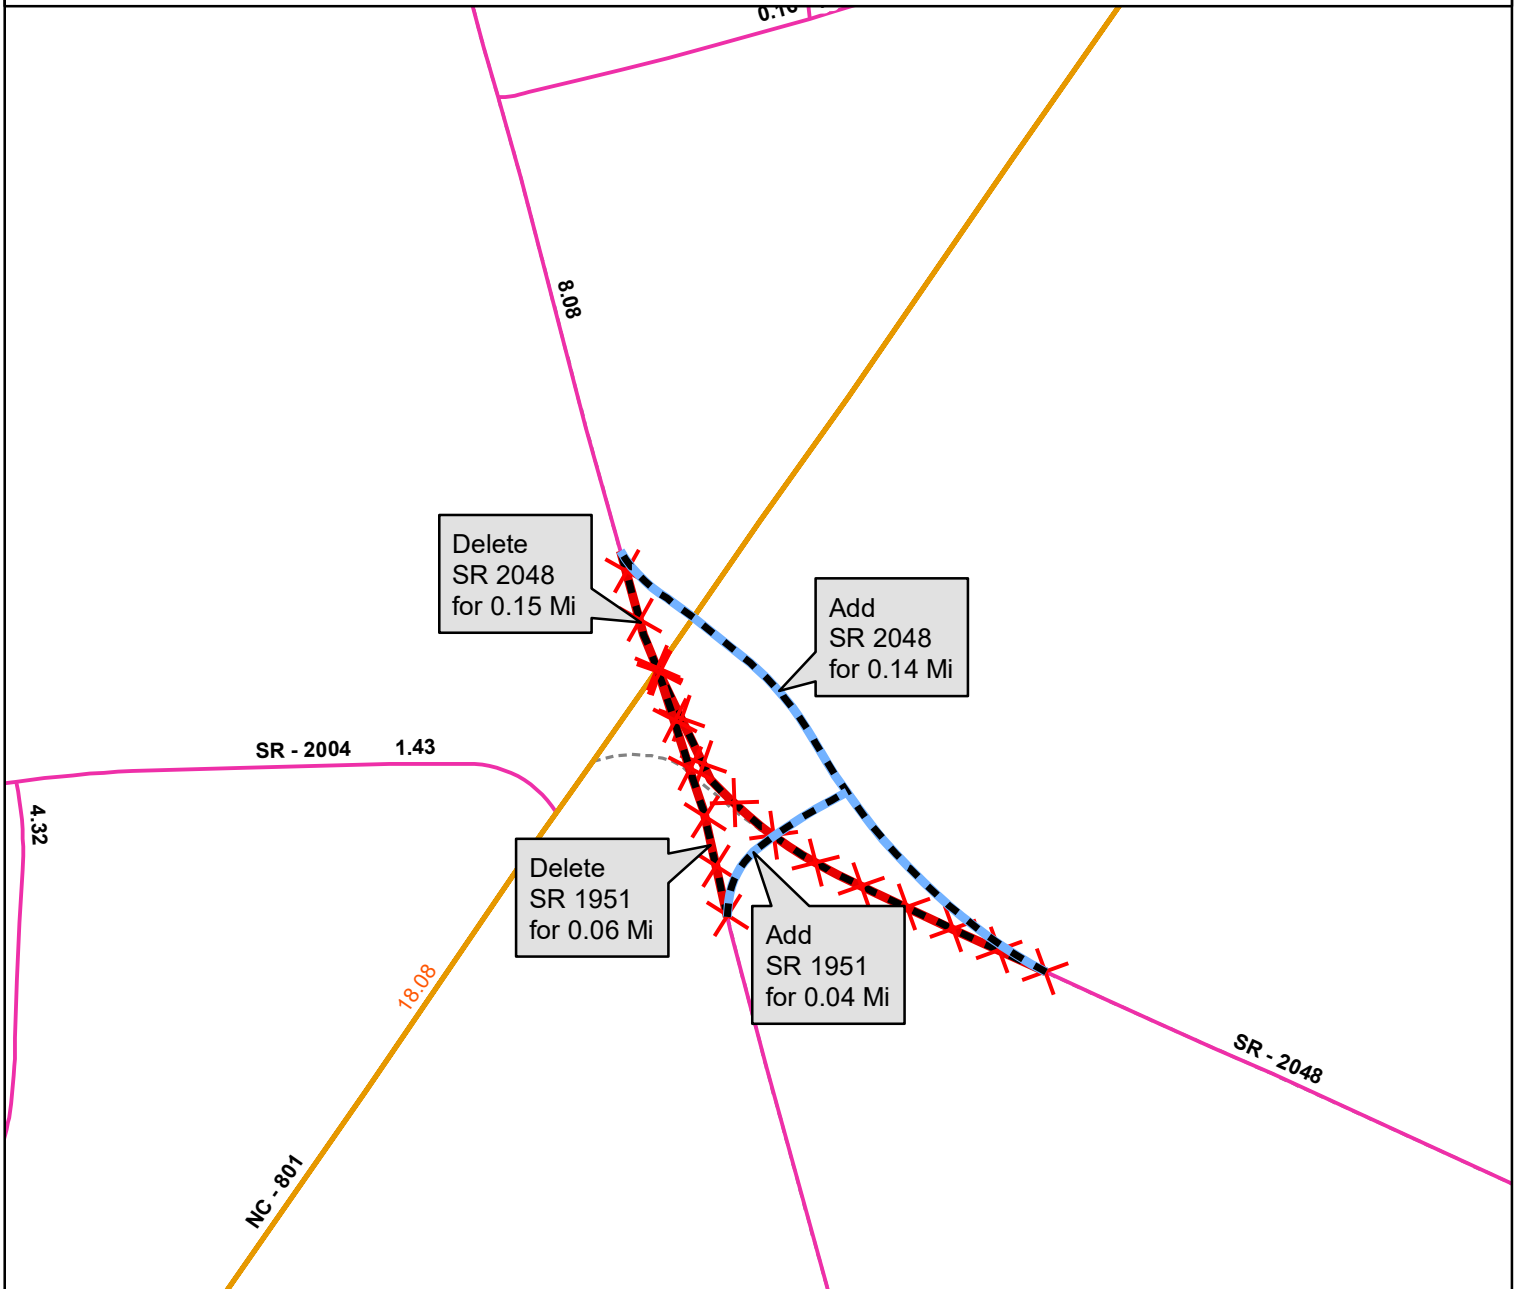 8.08
Delete
SR 2048
for 0.15 Mi
Add
SR 2048
for 0.14 Mi
SR - 2004 1.43
4.32
Delete
SR 1951
for 0.06 Mi
Add
SR 1951
for 0.04 Mi
18.08
SR - 2048
NC - 801